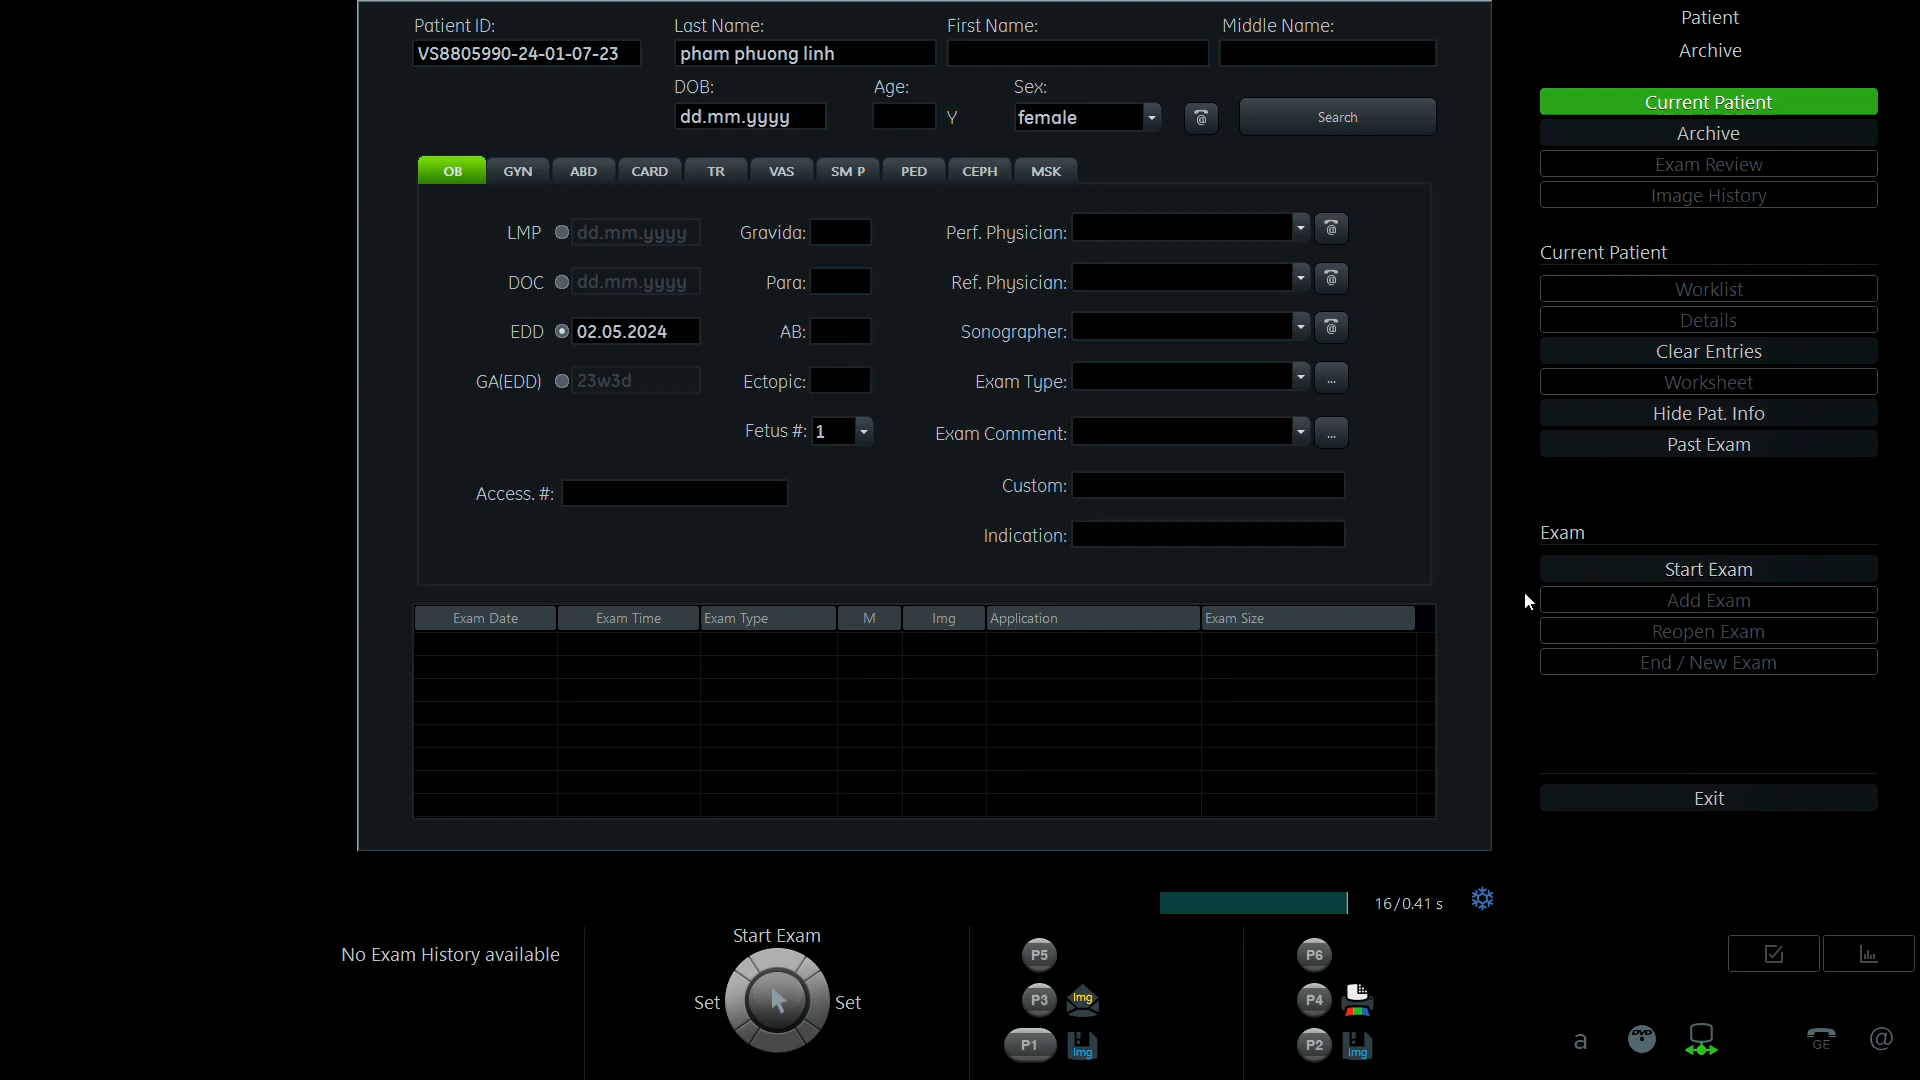 Patient ID: Last Name: First Name: Middle Name:
VS8805990-24-01-07-23 pham phuong linh
DOB: Age: Sex:
dd.mm.yyyy Y female @ Search
OB GYN ABD CARD TR VAS SM P PED CEPH MSK
LMP dd.mm.yyyy Gravida: Perf. Physician: @
DOC dd.mm.yyyy Para: Ref. Physician: @
EDD 02.05.2024 AB: Sonographer: @
GA(EDD) 23w3d Ectopic: Exam Type: ...
Fetus #: 1 Exam Comment: ...
Access. #: Custom:
Indication:
Exam Date Exam Time Exam Type M Img Application Exam Size
Patient
Archive
Current Patient
Archive
Exam Review
Image History
Current Patient
Worklist
Details
Clear Entries
Worksheet
Hide Pat. Info
Past Exam
Exam
Start Exam
Add Exam
Reopen Exam
End / New Exam
Exit
16/0.41 s
No Exam History available
Start Exam
Set Set
P5
P3 Img
P1 Img
P6
P4
P2 Img
a DVD GE @